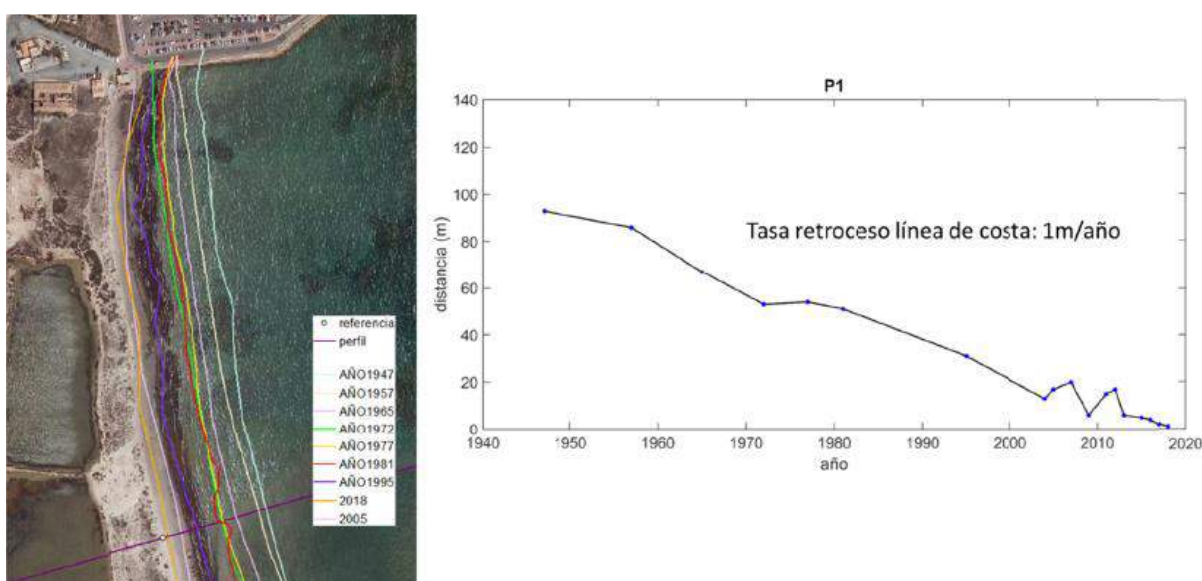 referencia
perfil
AÑO1947
AÑO1957
AÑO1965
AÑO1972
AÑO1977
AÑO1981
AÑO1995
2018
2005
P1
140
120
100
80
60
40
20
0
distancia (m)
Tasa retroceso línea de costa: 1m/año
1940
1950
1960
1970
1980
1990
2000
2010
2020
año